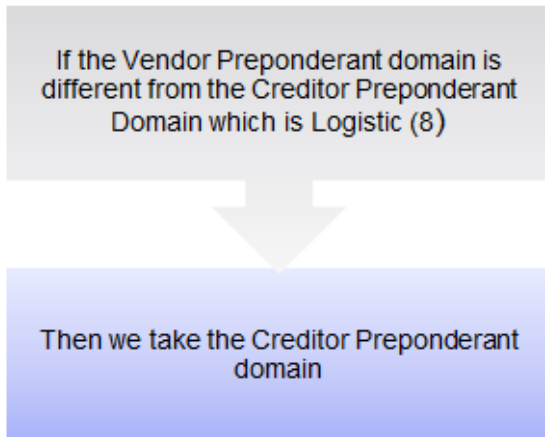 If the Vendor Preponderant domain is
different from the Creditor Preponderant
Domain which is Logistic (8)
Then we take the Creditor Preponderant
domain